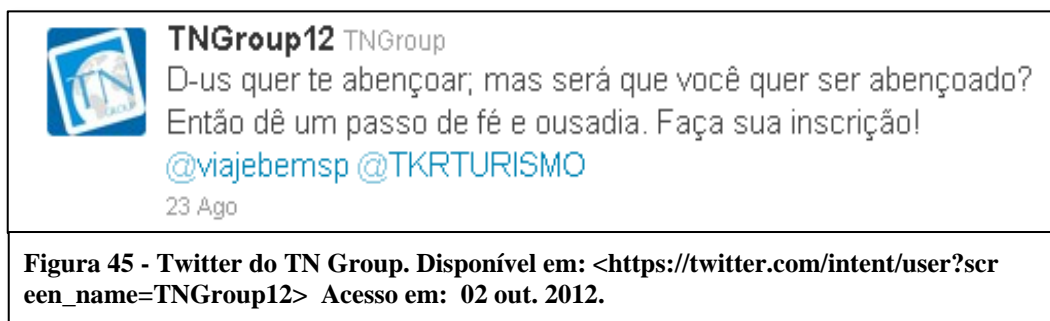 TN
GROUP
TNGroup12 TNGroup
D-us quer te abençoar; mas será que você quer ser abençoado?
Então dê um passo de fé e ousadia. Faça sua inscrição!
@viajebemsp @TKRTURISMO
23 Ago
Figura 45 - Twitter do TN Group. Disponível em: <https://twitter.com/intent/user?scr
een_name=TNGroup12> Acesso em: 02 out. 2012.